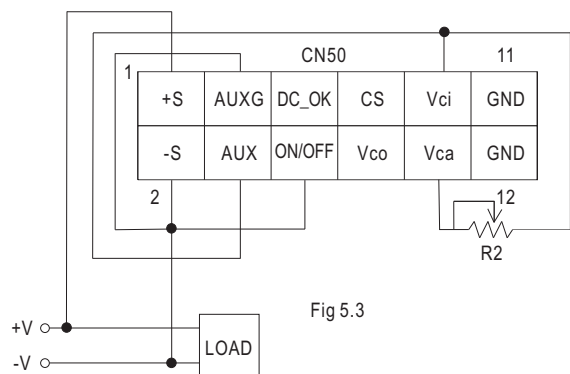 CN50
1 11
+S AUXG DC_OK CS Vci GND
-S AUX ON/OFF Vco Vca GND
2 12
R2
Fig 5.3
+V
-V
LOAD